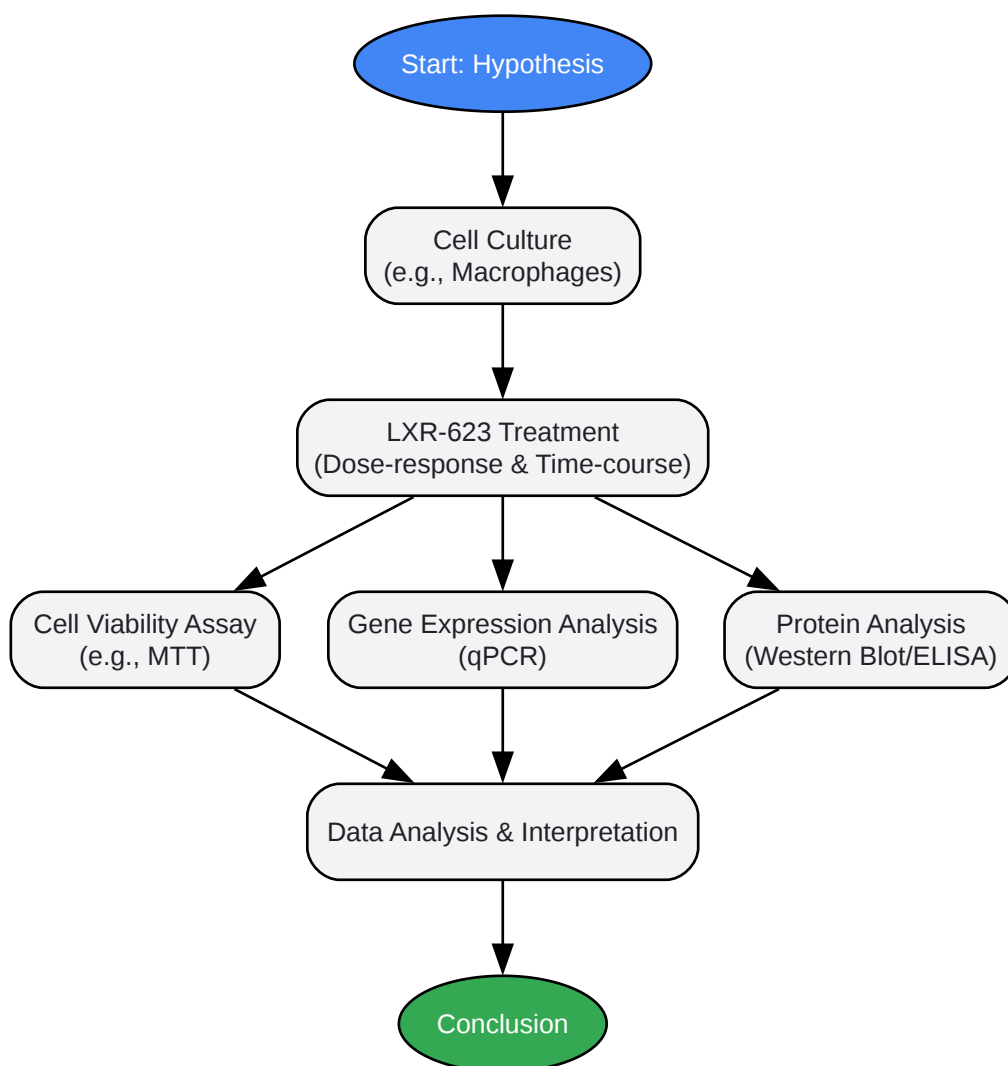 Start: Hypothesis
Cell Culture
(e.g., Macrophages)
LXR-623 Treatment
(Dose-response & Time-course)
Cell Viability Assay
(e.g., MTT)
Gene Expression Analysis
(qPCR)
Protein Analysis
(Western Blot/ELISA)
Data Analysis & Interpretation
Conclusion